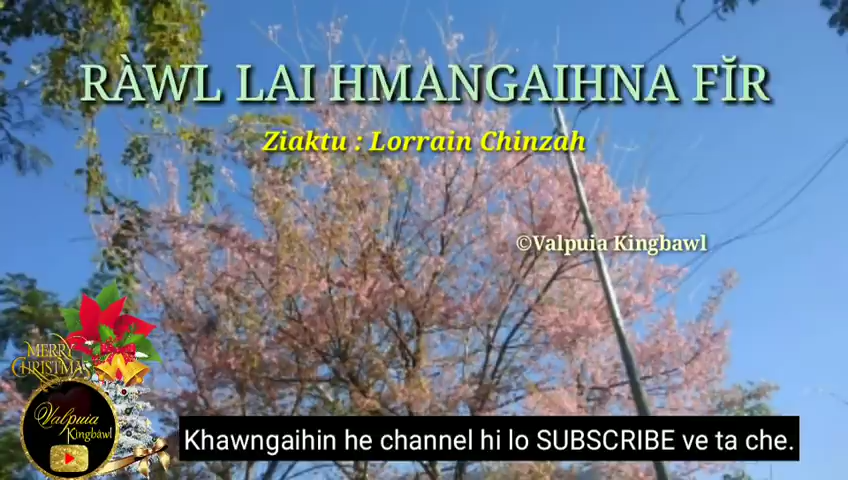 RÀWL LAI HMANGAIHNA FĬR
Ziaktu : Lorrain Chinzah
©Valpuia Kingbawl
MERRY
CHRISTMAS
Valpuia
Kingbawl
Khawngaihin he channel hi lo SUBSCRIBE ve ta che.